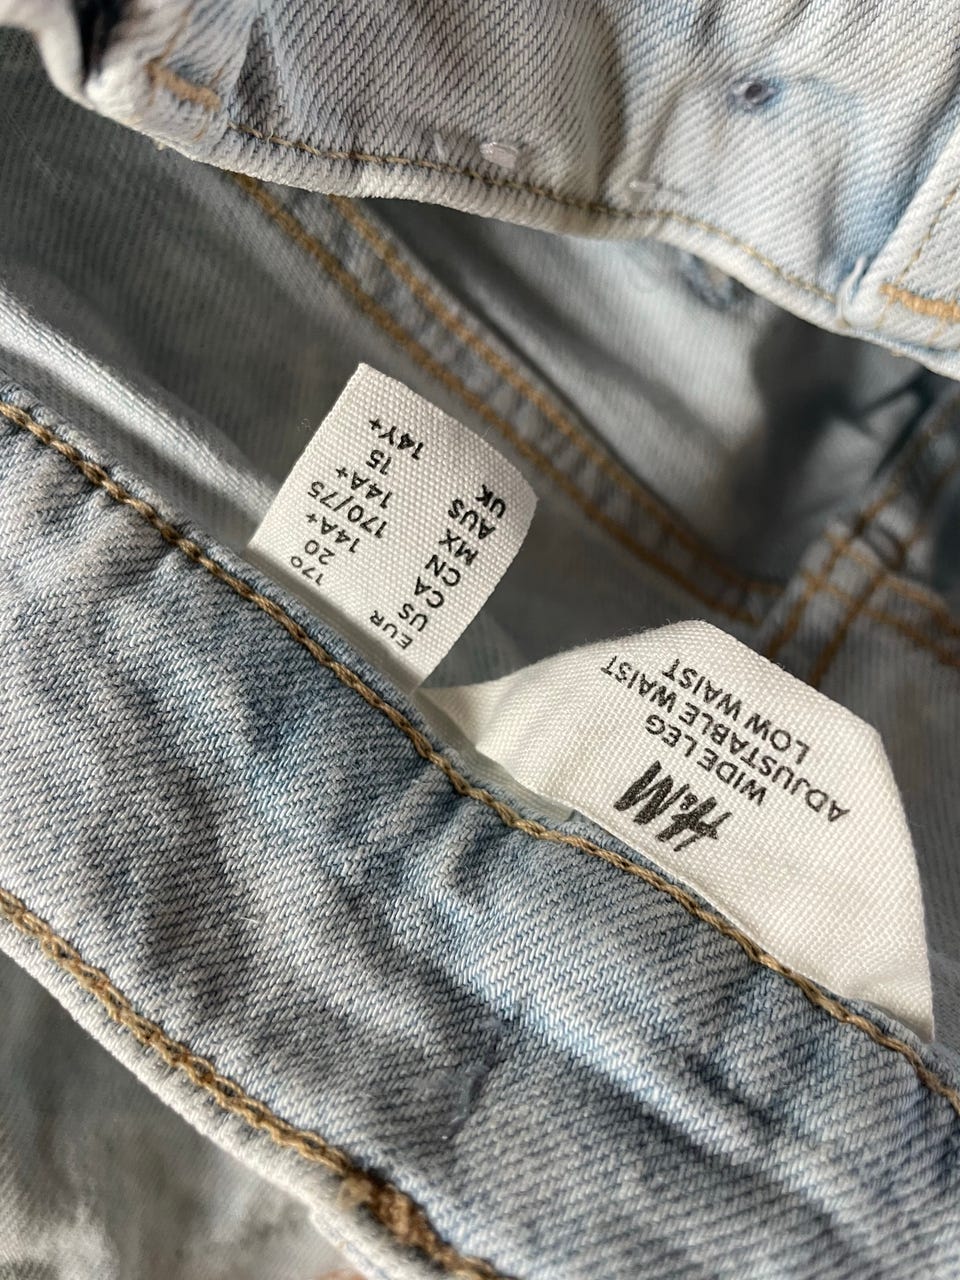 EUR 170
US 20
CA 14A+
CN 170/75
MX 14A+
AUS 15
UK 14Y+
H&M
WIDE LEG
ADJUSTABLE WAIST
LOW WAIST